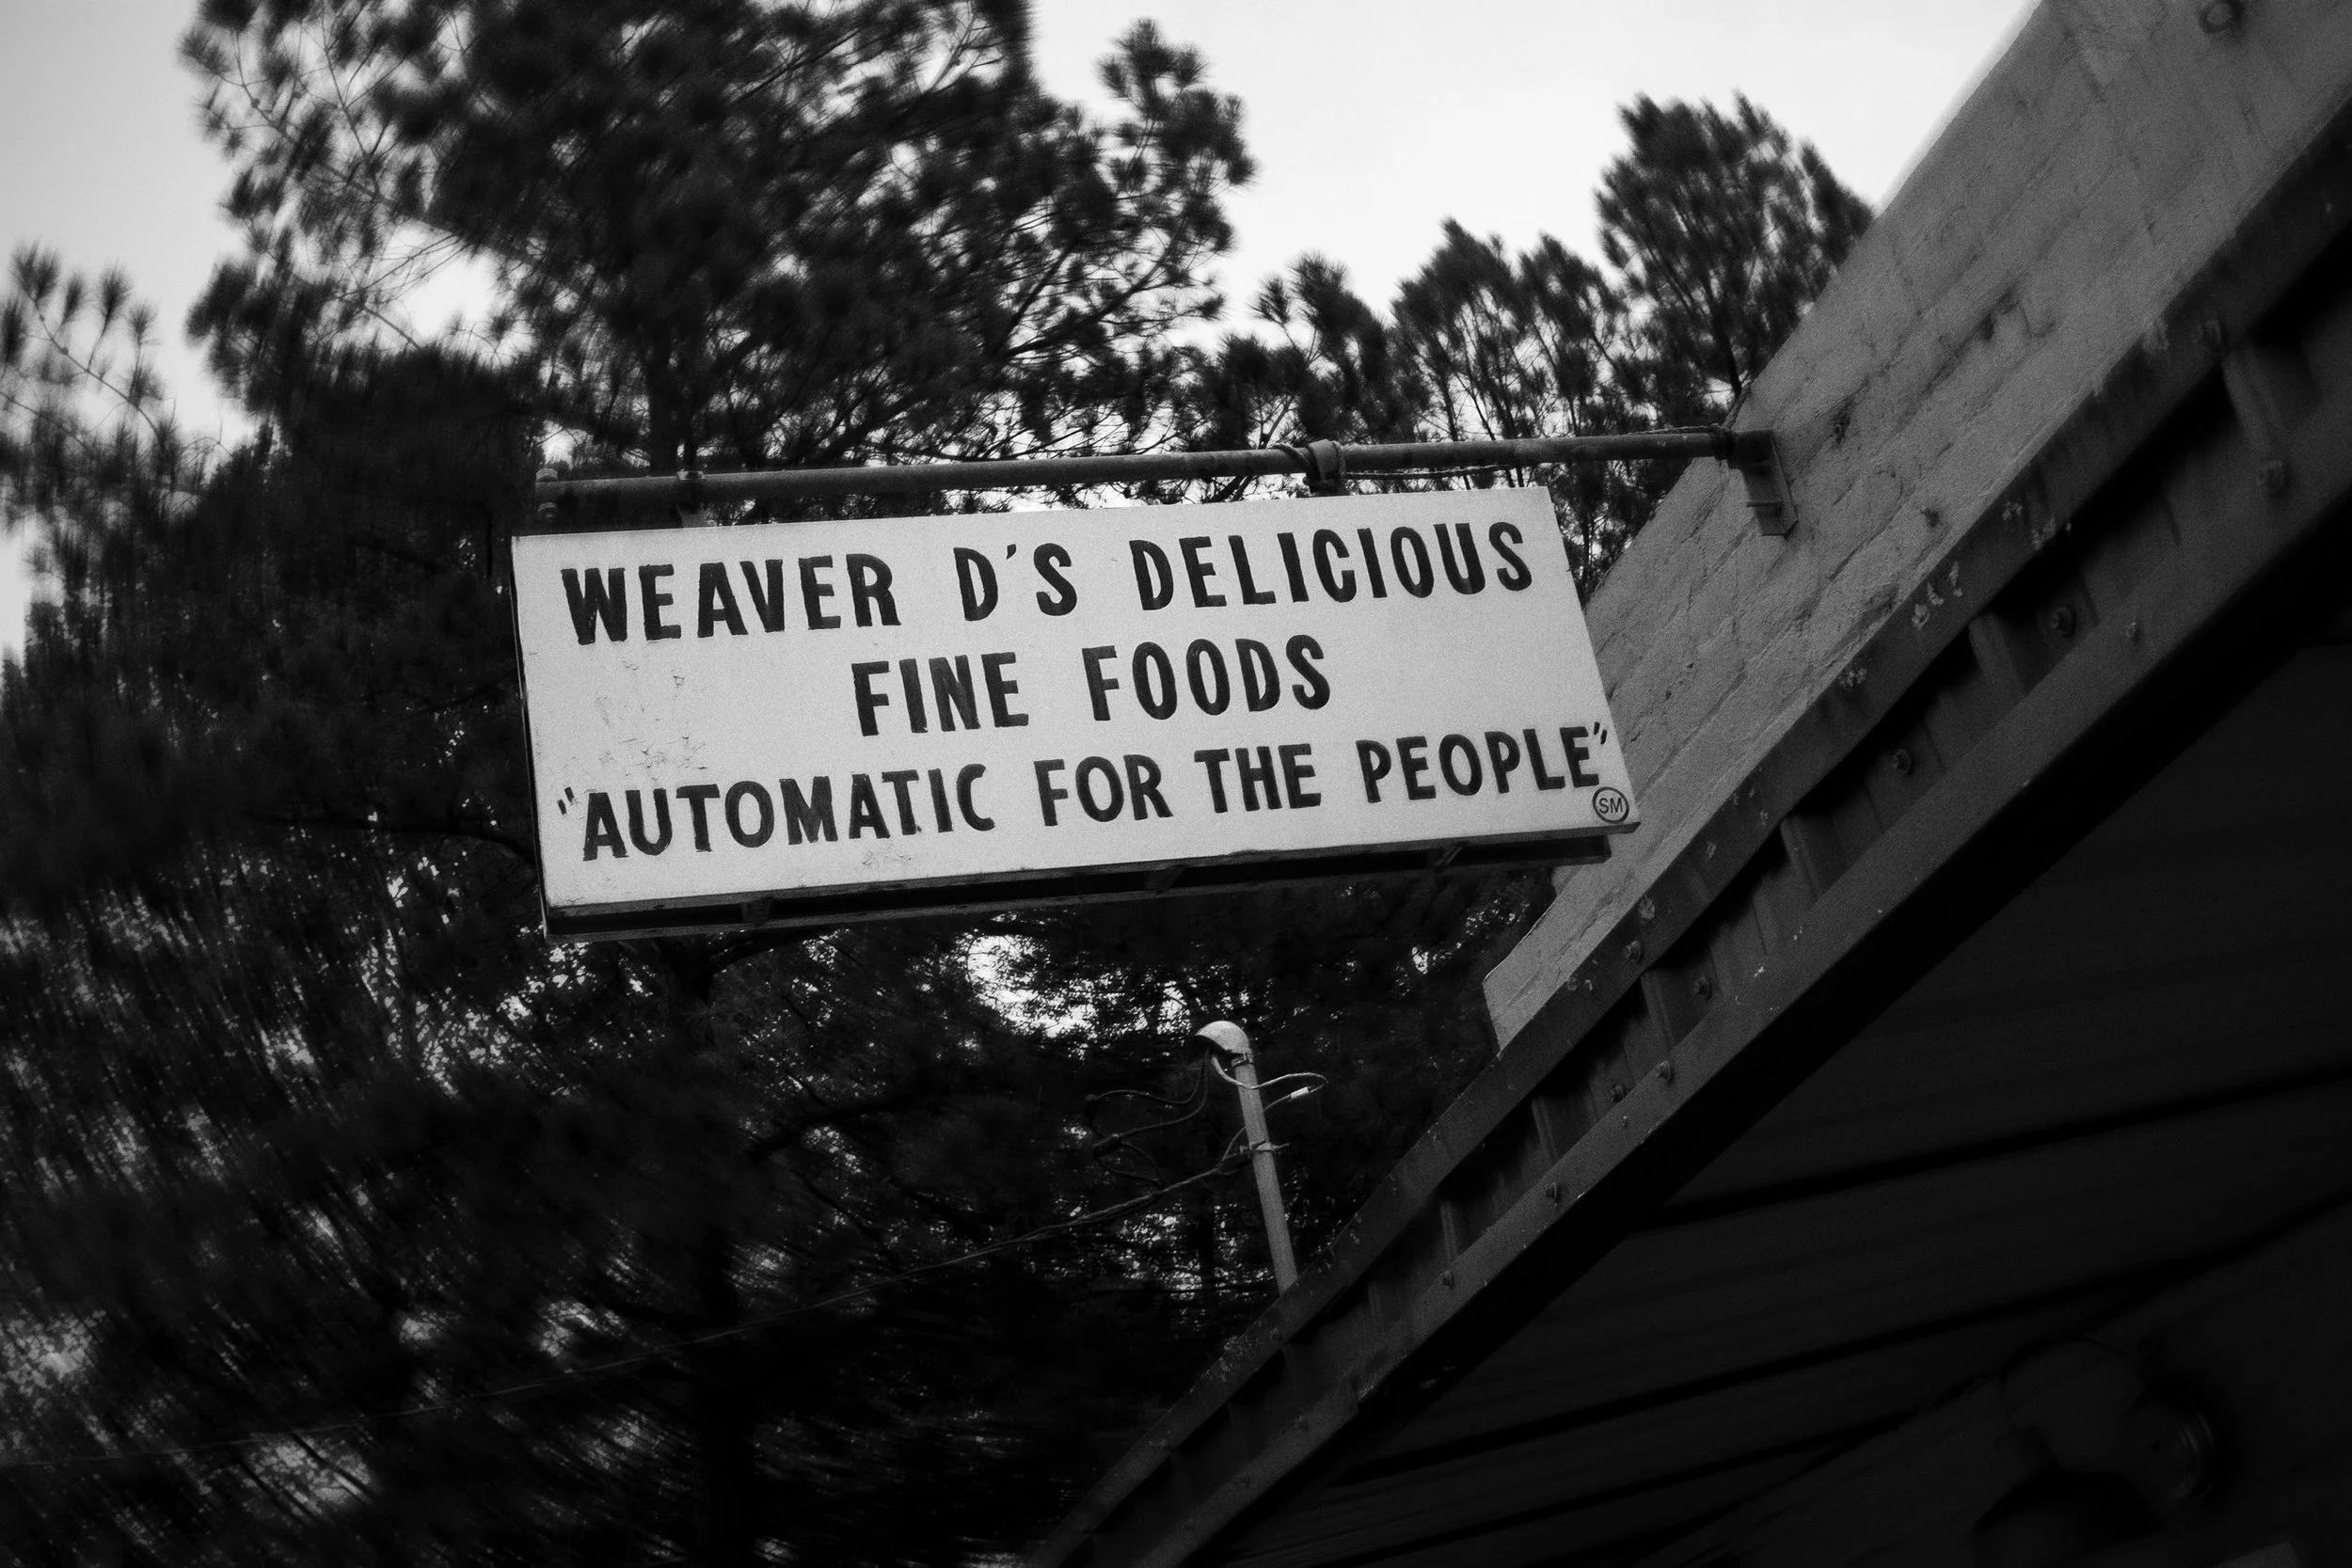 WEAVER D'S DELICIOUS
FINE FOODS
"AUTOMATIC FOR THE PEOPLE"
SM